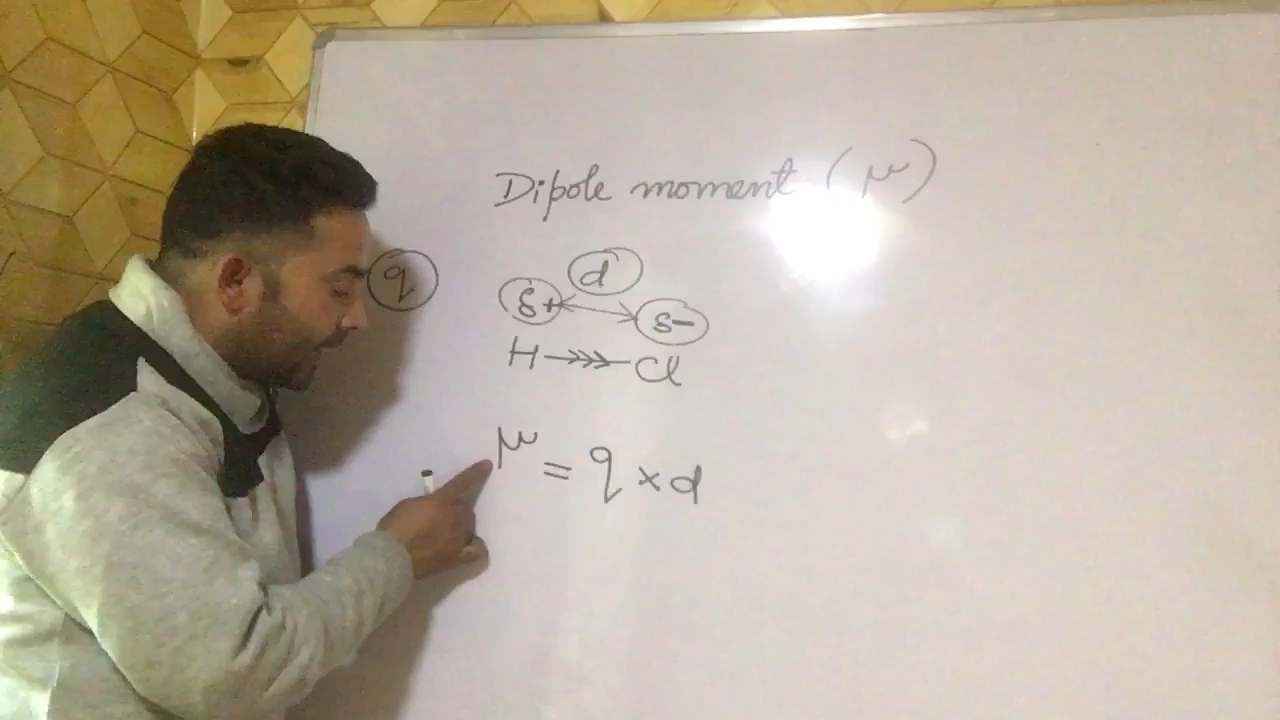 Dipole moment (μ)
q
d
δ+ δ-
H Cl
μ = q × d